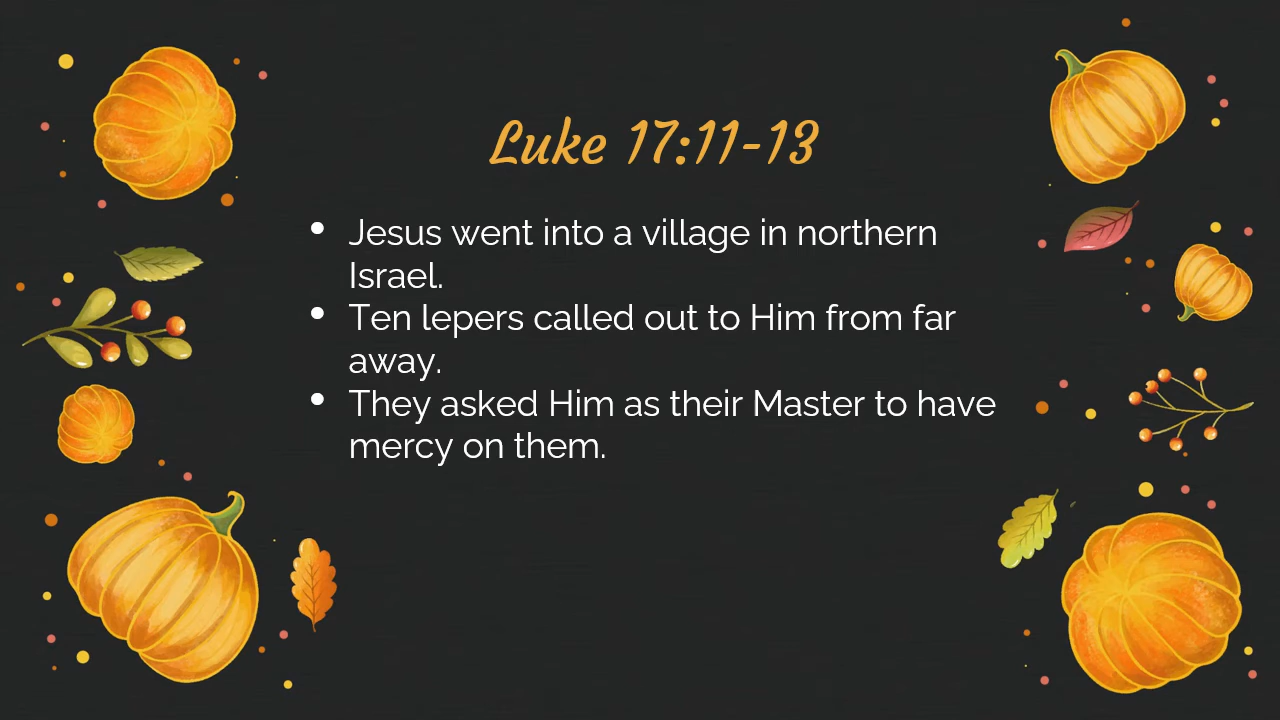 Luke 17:11-13
• Jesus went into a village in northern
Israel.
• Ten lepers called out to Him from far
away.
• They asked Him as their Master to have
mercy on them.